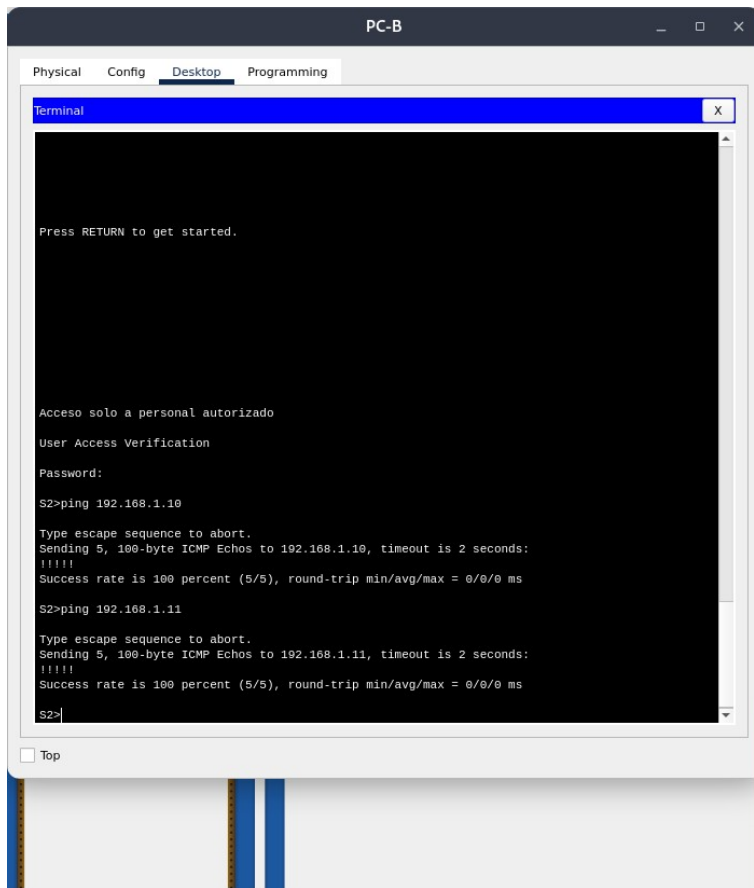 PC-B
Physical Config Desktop Programming
Terminal
X
Press RETURN to get started.
Acceso solo a personal autorizado
User Access Verification
Password:
S2>ping 192.168.1.10
Type escape sequence to abort.
Sending 5, 100-byte ICMP Echos to 192.168.1.10, timeout is 2 seconds:
!!!!!
Success rate is 100 percent (5/5), round-trip min/avg/max = 0/0/0 ms
S2>ping 192.168.1.11
Type escape sequence to abort.
Sending 5, 100-byte ICMP Echos to 192.168.1.11, timeout is 2 seconds:
!!!!!
Success rate is 100 percent (5/5), round-trip min/avg/max = 0/0/0 ms
S2>
Top